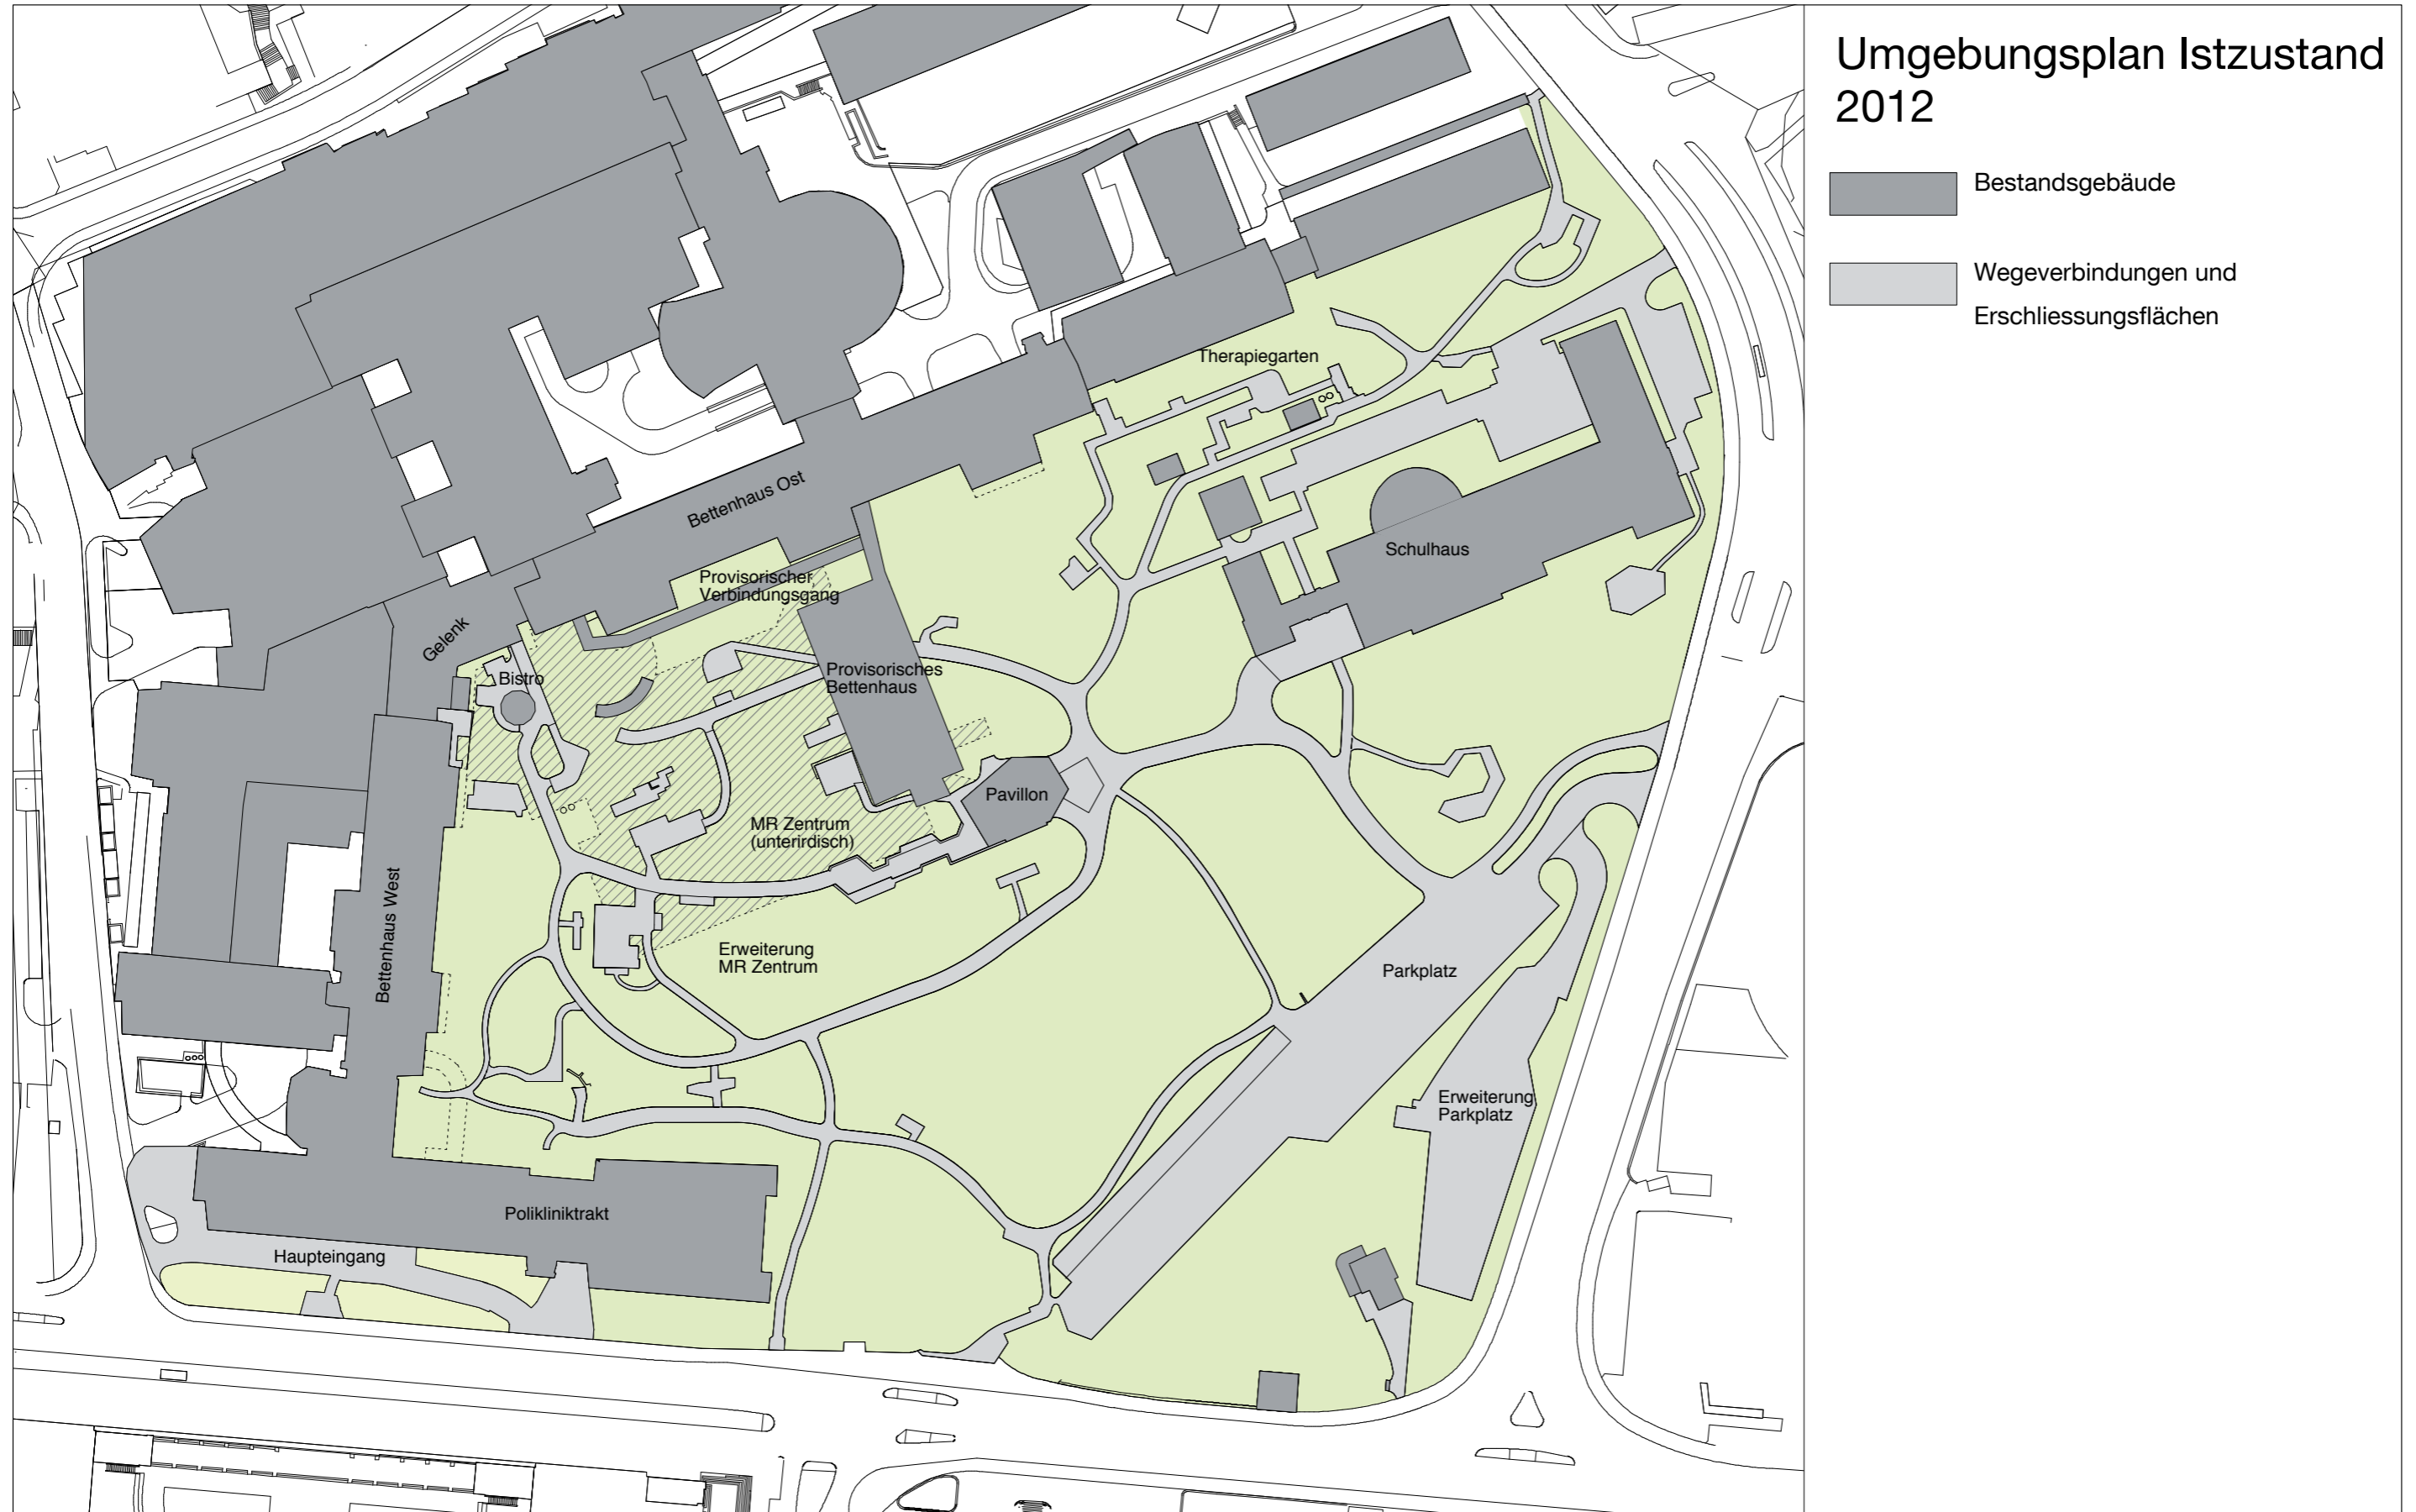 Umgebungsplan Istzustand
2012
Bestandsgebäude
Wegeverbindungen und
Erschliessungsflächen
Therapiegarten
Bettenhaus Ost
Schulhaus
Provisorischer
Verbindungsgang
Gelenk
Bistro
Provisorisches
Bettenhaus
Pavillon
MR Zentrum
(unterirdisch)
Bettenhaus West
Erweiterung
MR Zentrum
Parkplatz
Erweiterung
Parkplatz
Polikliniktrakt
Haupteingang